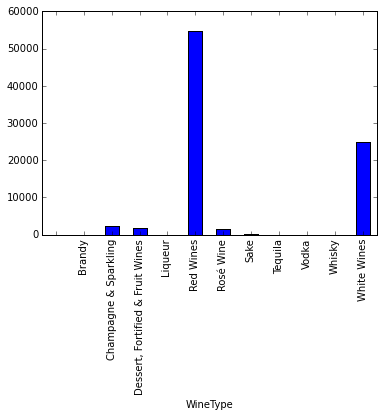 60000
50000
40000
30000
20000
10000
0
Brandy
Champagne & Sparkling
Dessert, Fortified & Fruit Wines
Liqueur
Red Wines
Rosé Wine
Sake
Tequila
Vodka
Whisky
White Wines
WineType